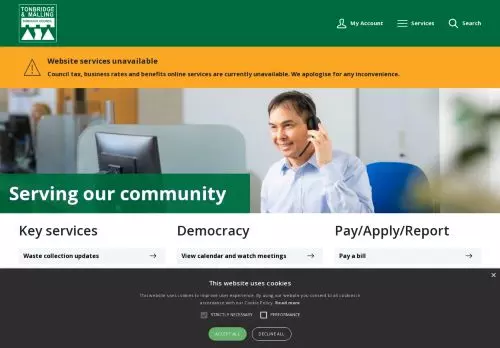 TONBRIDGE
& MALLING
BOROUGH COUNCIL
My Account
Services
Search
Website services unavailable
Council tax, business rates and benefits online services are currently unavailable. We apologise for any inconvenience.
Serving our community
Key services
Democracy
Pay/Apply/Report
Waste collection updates
View calendar and watch meetings
Pay a bill
This website uses cookies
This website uses cookies to improve user experience. By using our website you consent to all cookies in
accordance with our Cookie Policy. Read more
STRICTLY NECESSARY
PERFORMANCE
ACCEPT ALL
DECLINE ALL